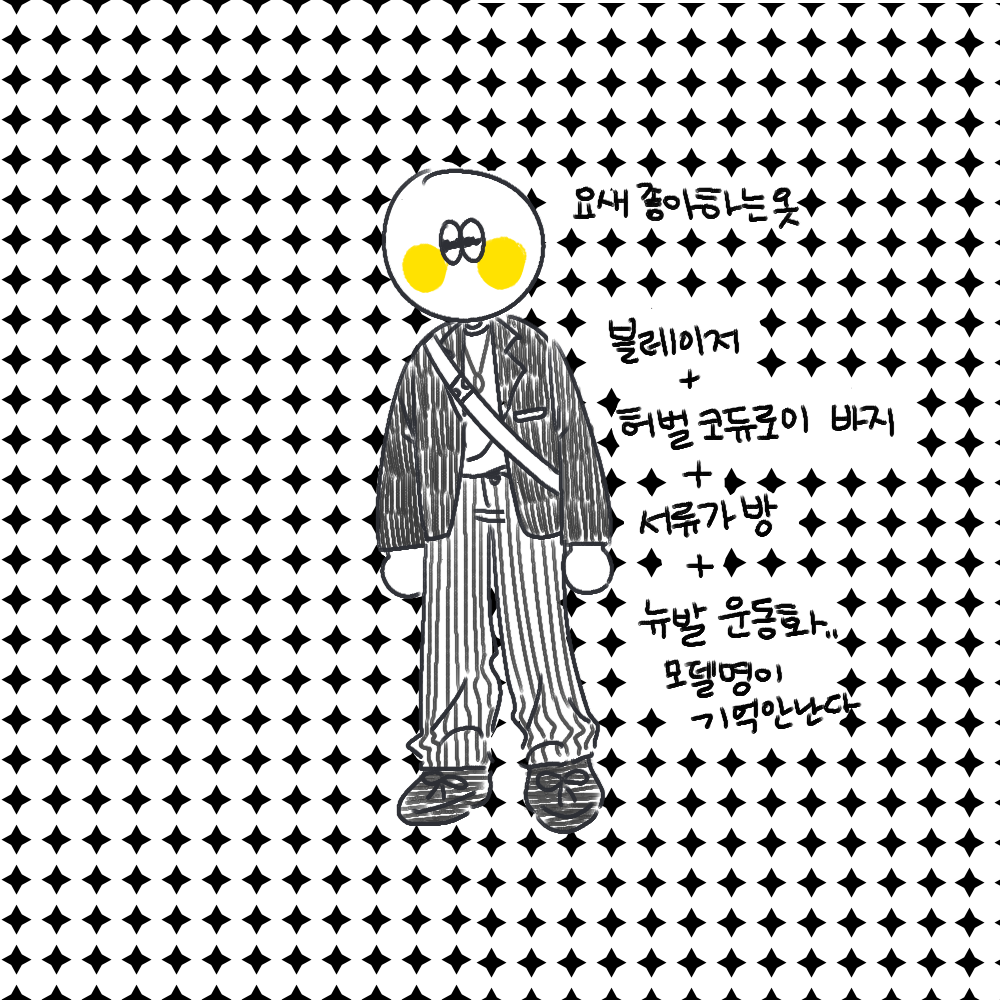 요새 좋아하는 옷
블레이저
+
허벌 코듀로이 바지
+
서류가방
+
뉴발 운동화..
모델명이
기억안난다